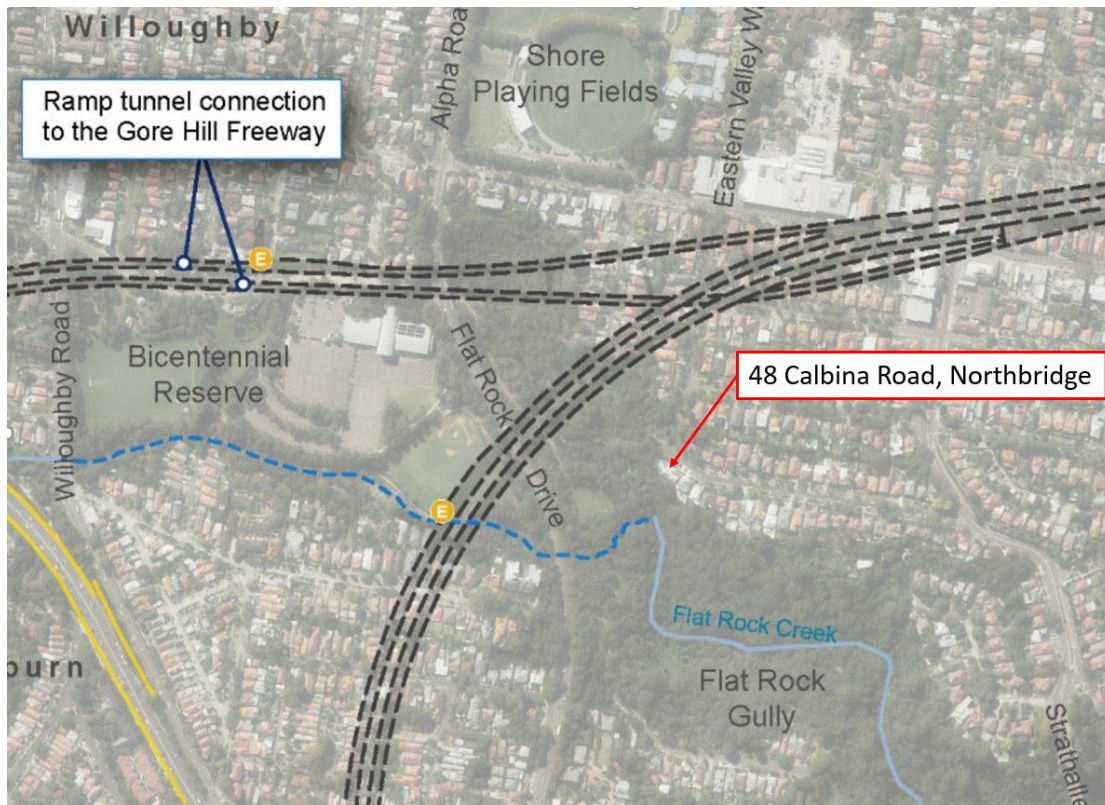 Willoughby
Ramp tunnel connection
to the Gore Hill Freeway
Alpha Roa
Shore
Playing Fields
Eastern Valley W
E
Willoughby Road
Bicentennial
Reserve
Flat Rock
Drive
48 Calbina Road, Northbridge
E
Flat Rock Creek
burn
Flat Rock
Gully
Strathalle